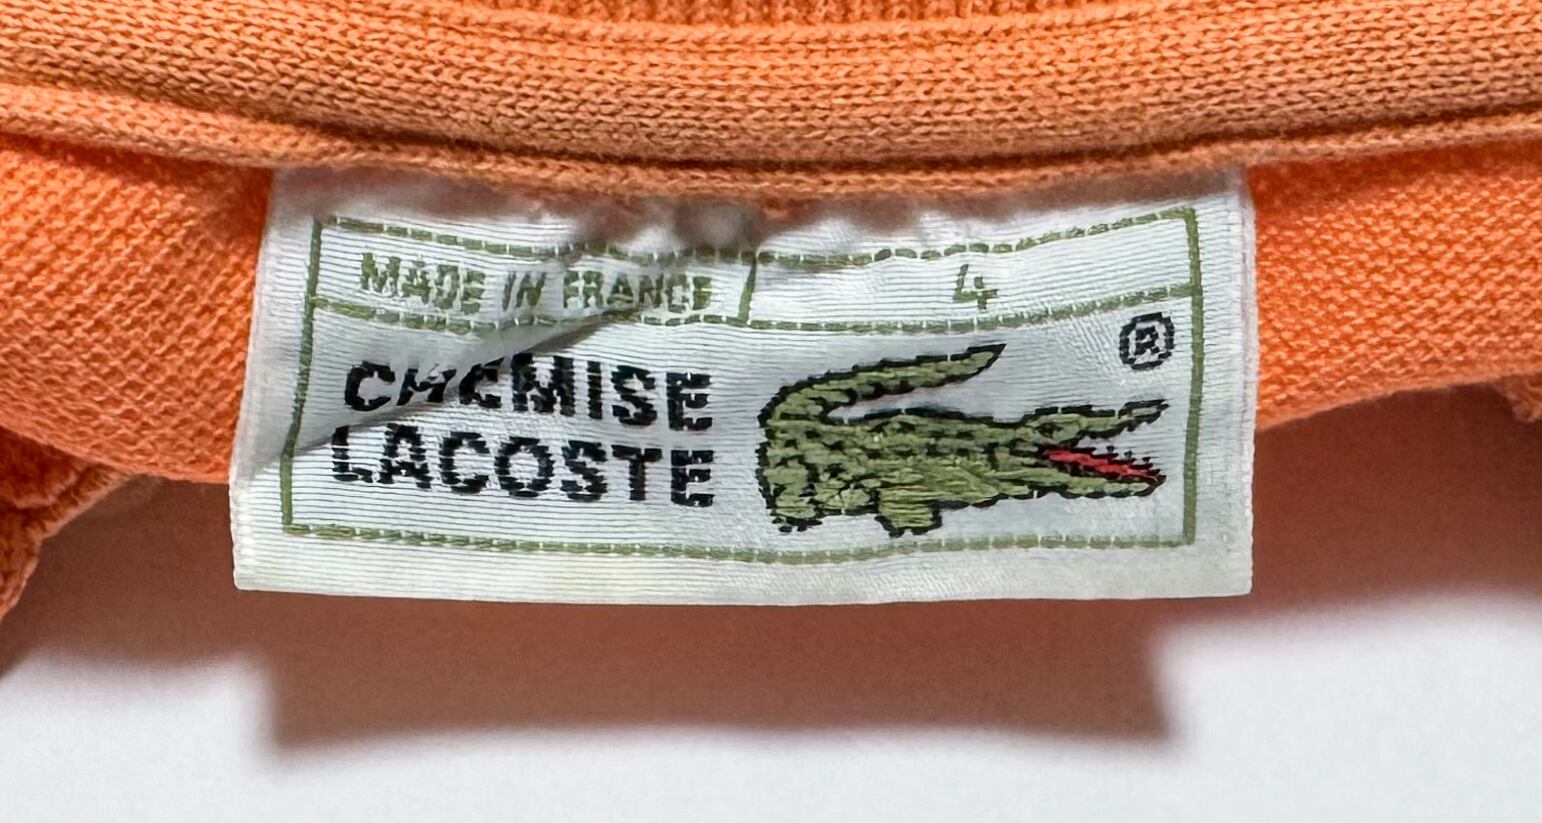 MADE IN FRANCE 4
®
CHEMISE
LACOSTE